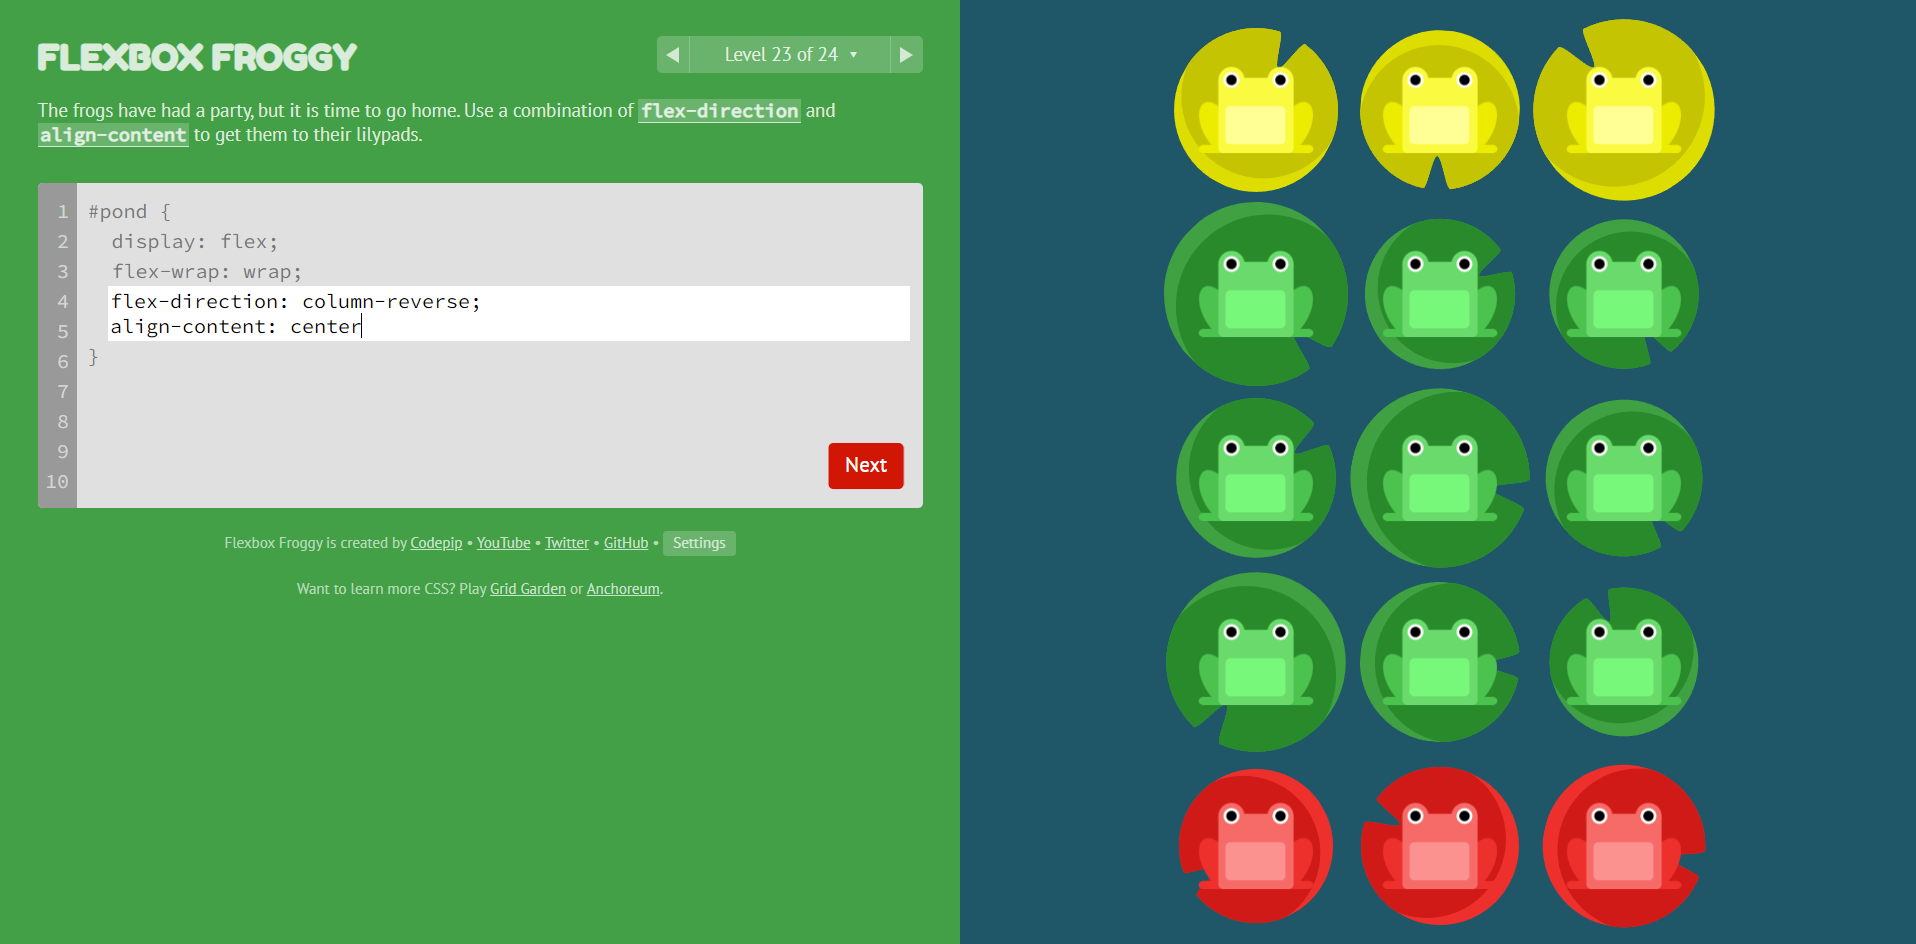 FLEXBOX FROGGY
◀ Level 23 of 24 ▼ ▶
The frogs have had a party, but it is time to go home. Use a combination of flex-direction and
align-content to get them to their lilypads.
1 #pond {
2 display: flex;
3 flex-wrap: wrap;
4 flex-direction: column-reverse;
5 align-content: center
6 }
7
8
9
10
Next
Flexbox Froggy is created by Codepip • YouTube • Twitter • GitHub • Settings
Want to learn more CSS? Play Grid Garden or Anchoreum.